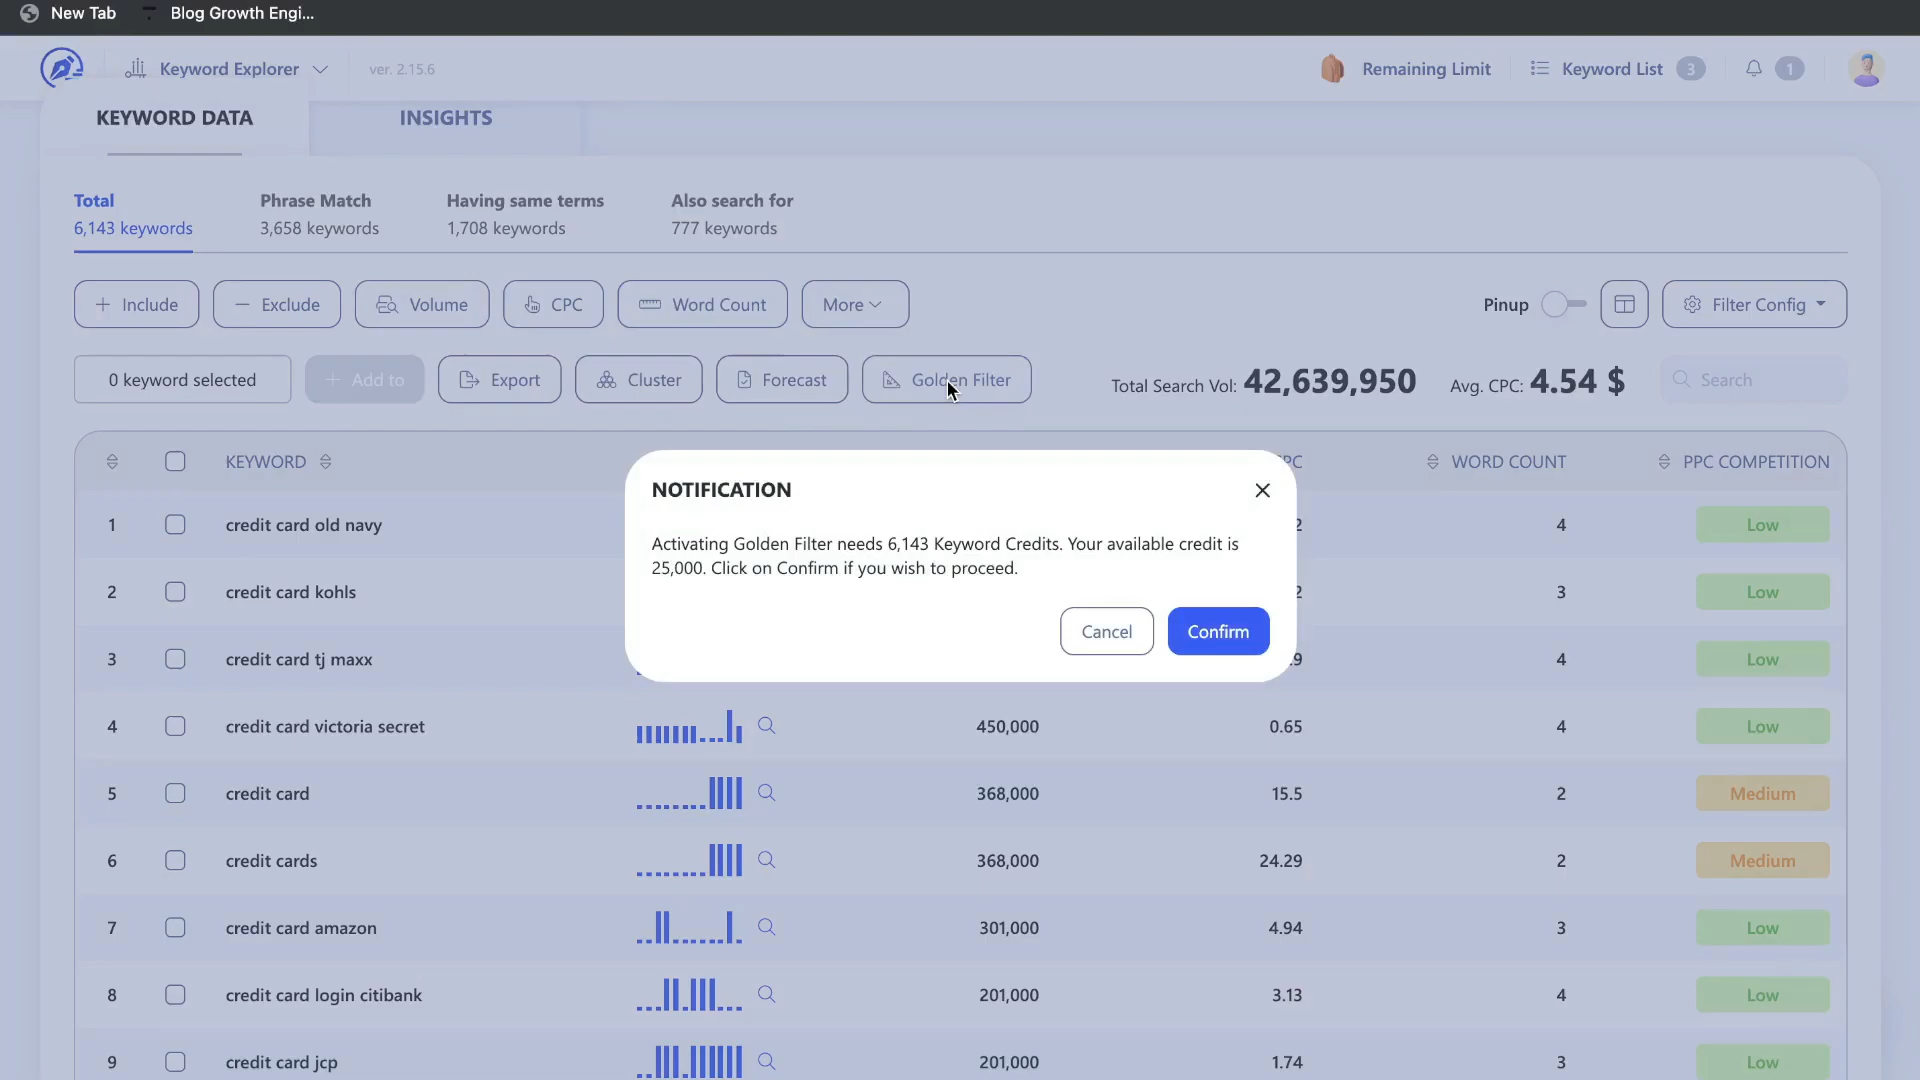 New Tab
Blog Growth Engi...
Keyword Explorer
ver. 2.15.6
Remaining Limit
Keyword List 3
1
KEYWORD DATA
INSIGHTS
Total
6,143 keywords
Phrase Match
3,658 keywords
Having same terms
1,708 keywords
Also search for
777 keywords
Include
Exclude
Volume
CPC
Word Count
More
Pinup
Filter Config
0 keyword selected
+ Add to
Export
Cluster
Forecast
Golden Filter
Total Search Vol: 42,639,950
Avg. CPC: 4.54 $
Search
KEYWORD
WORD COUNT
PPC COMPETITION
NOTIFICATION
Activating Golden Filter needs 6,143 Keyword Credits. Your available credit is
25,000. Click on Confirm if you wish to proceed.
Cancel
Confirm
1 credit card old navy 4 Low
2 credit card kohls 3 Low
3 credit card tj maxx 4 Low
4 credit card victoria secret 450,000 0.65 4 Low
5 credit card 368,000 15.5 2 Medium
6 credit cards 368,000 24.29 2 Medium
7 credit card amazon 301,000 4.94 3 Low
8 credit card login citibank 201,000 3.13 4 Low
9 credit card jcp 201,000 1.74 3 Low